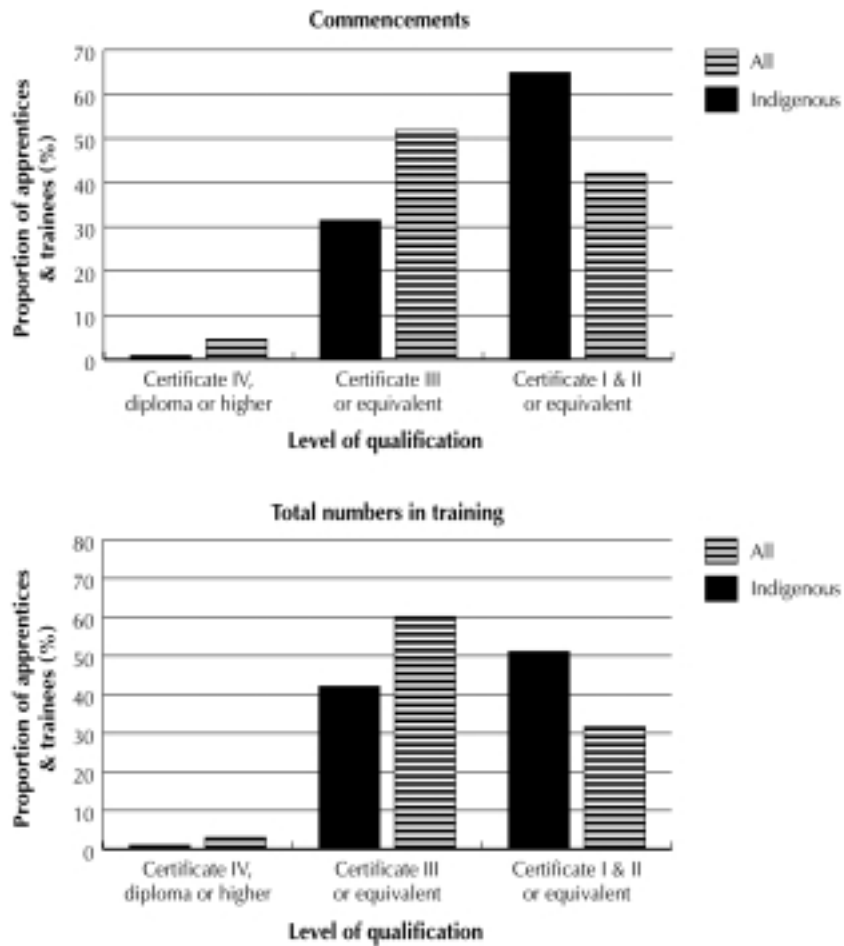 Commencements
Proportion of apprentices
& trainees (%)
70
60
50
40
30
20
10
0
All
Indigenous
Certificate IV,
diploma or higher
Certificate III
or equivalent
Certificate I & II
or equivalent
Level of qualification
Total numbers in training
Proportion of apprentices
& trainees (%)
80
70
60
50
40
30
20
10
0
All
Indigenous
Certificate IV,
diploma or higher
Certificate III
or equivalent
Certificate I & II
or equivalent
Level of qualification